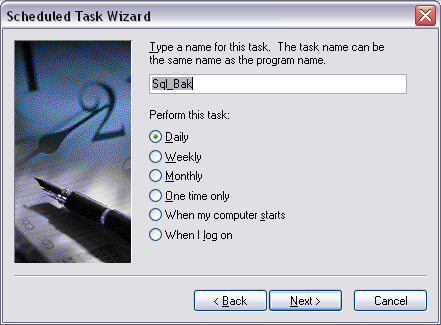 Scheduled Task Wizard
Type a name for this task. The task name can be
the same name as the program name.
Sql_Bak
Perform this task:
Daily
Weekly
Monthly
One time only
When my computer starts
When I log on
< Back
Next >
Cancel